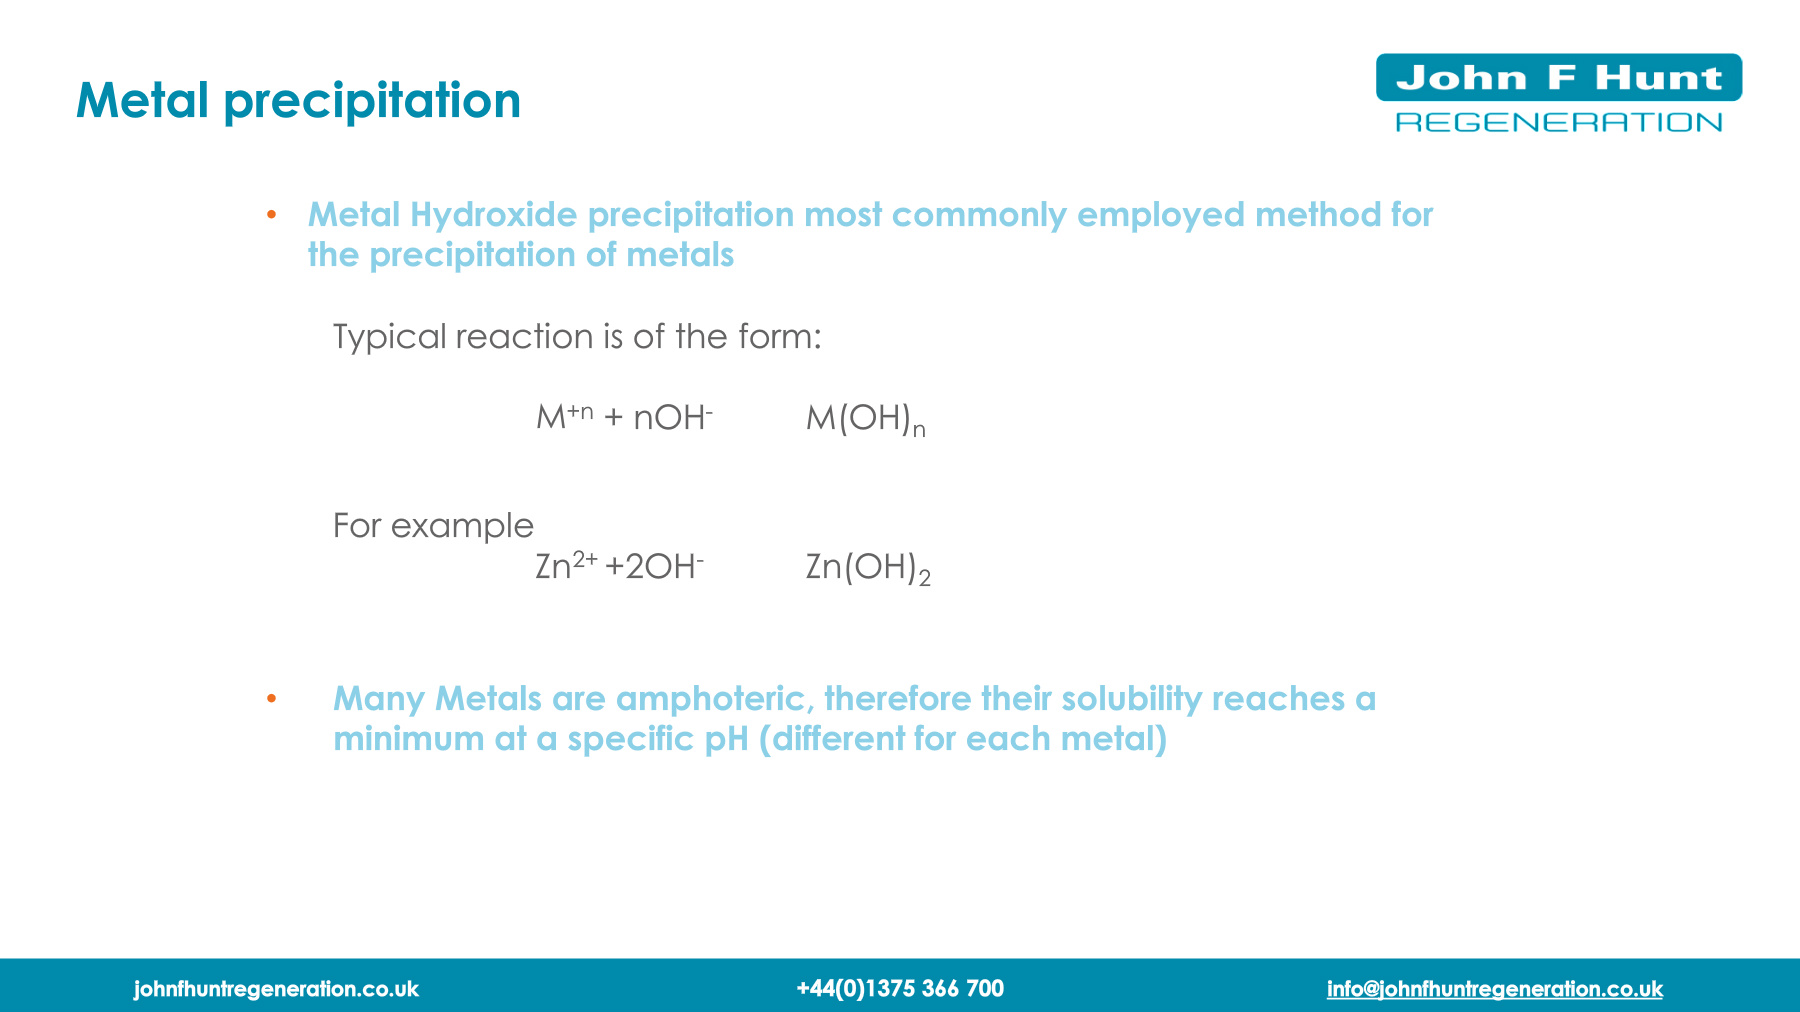 Metal precipitation
John F Hunt
REGENERATION
• Metal Hydroxide precipitation most commonly employed method for
the precipitation of metals
Typical reaction is of the form:
M⁺ⁿ + nOH⁻ M(OH)ₙ
For example
Zn²⁺ +2OH⁻ Zn(OH)₂
• Many Metals are amphoteric, therefore their solubility reaches a
minimum at a specific pH (different for each metal)
johnfhuntregeneration.co.uk
+44(0)1375 366 700
info@johnfhuntregeneration.co.uk